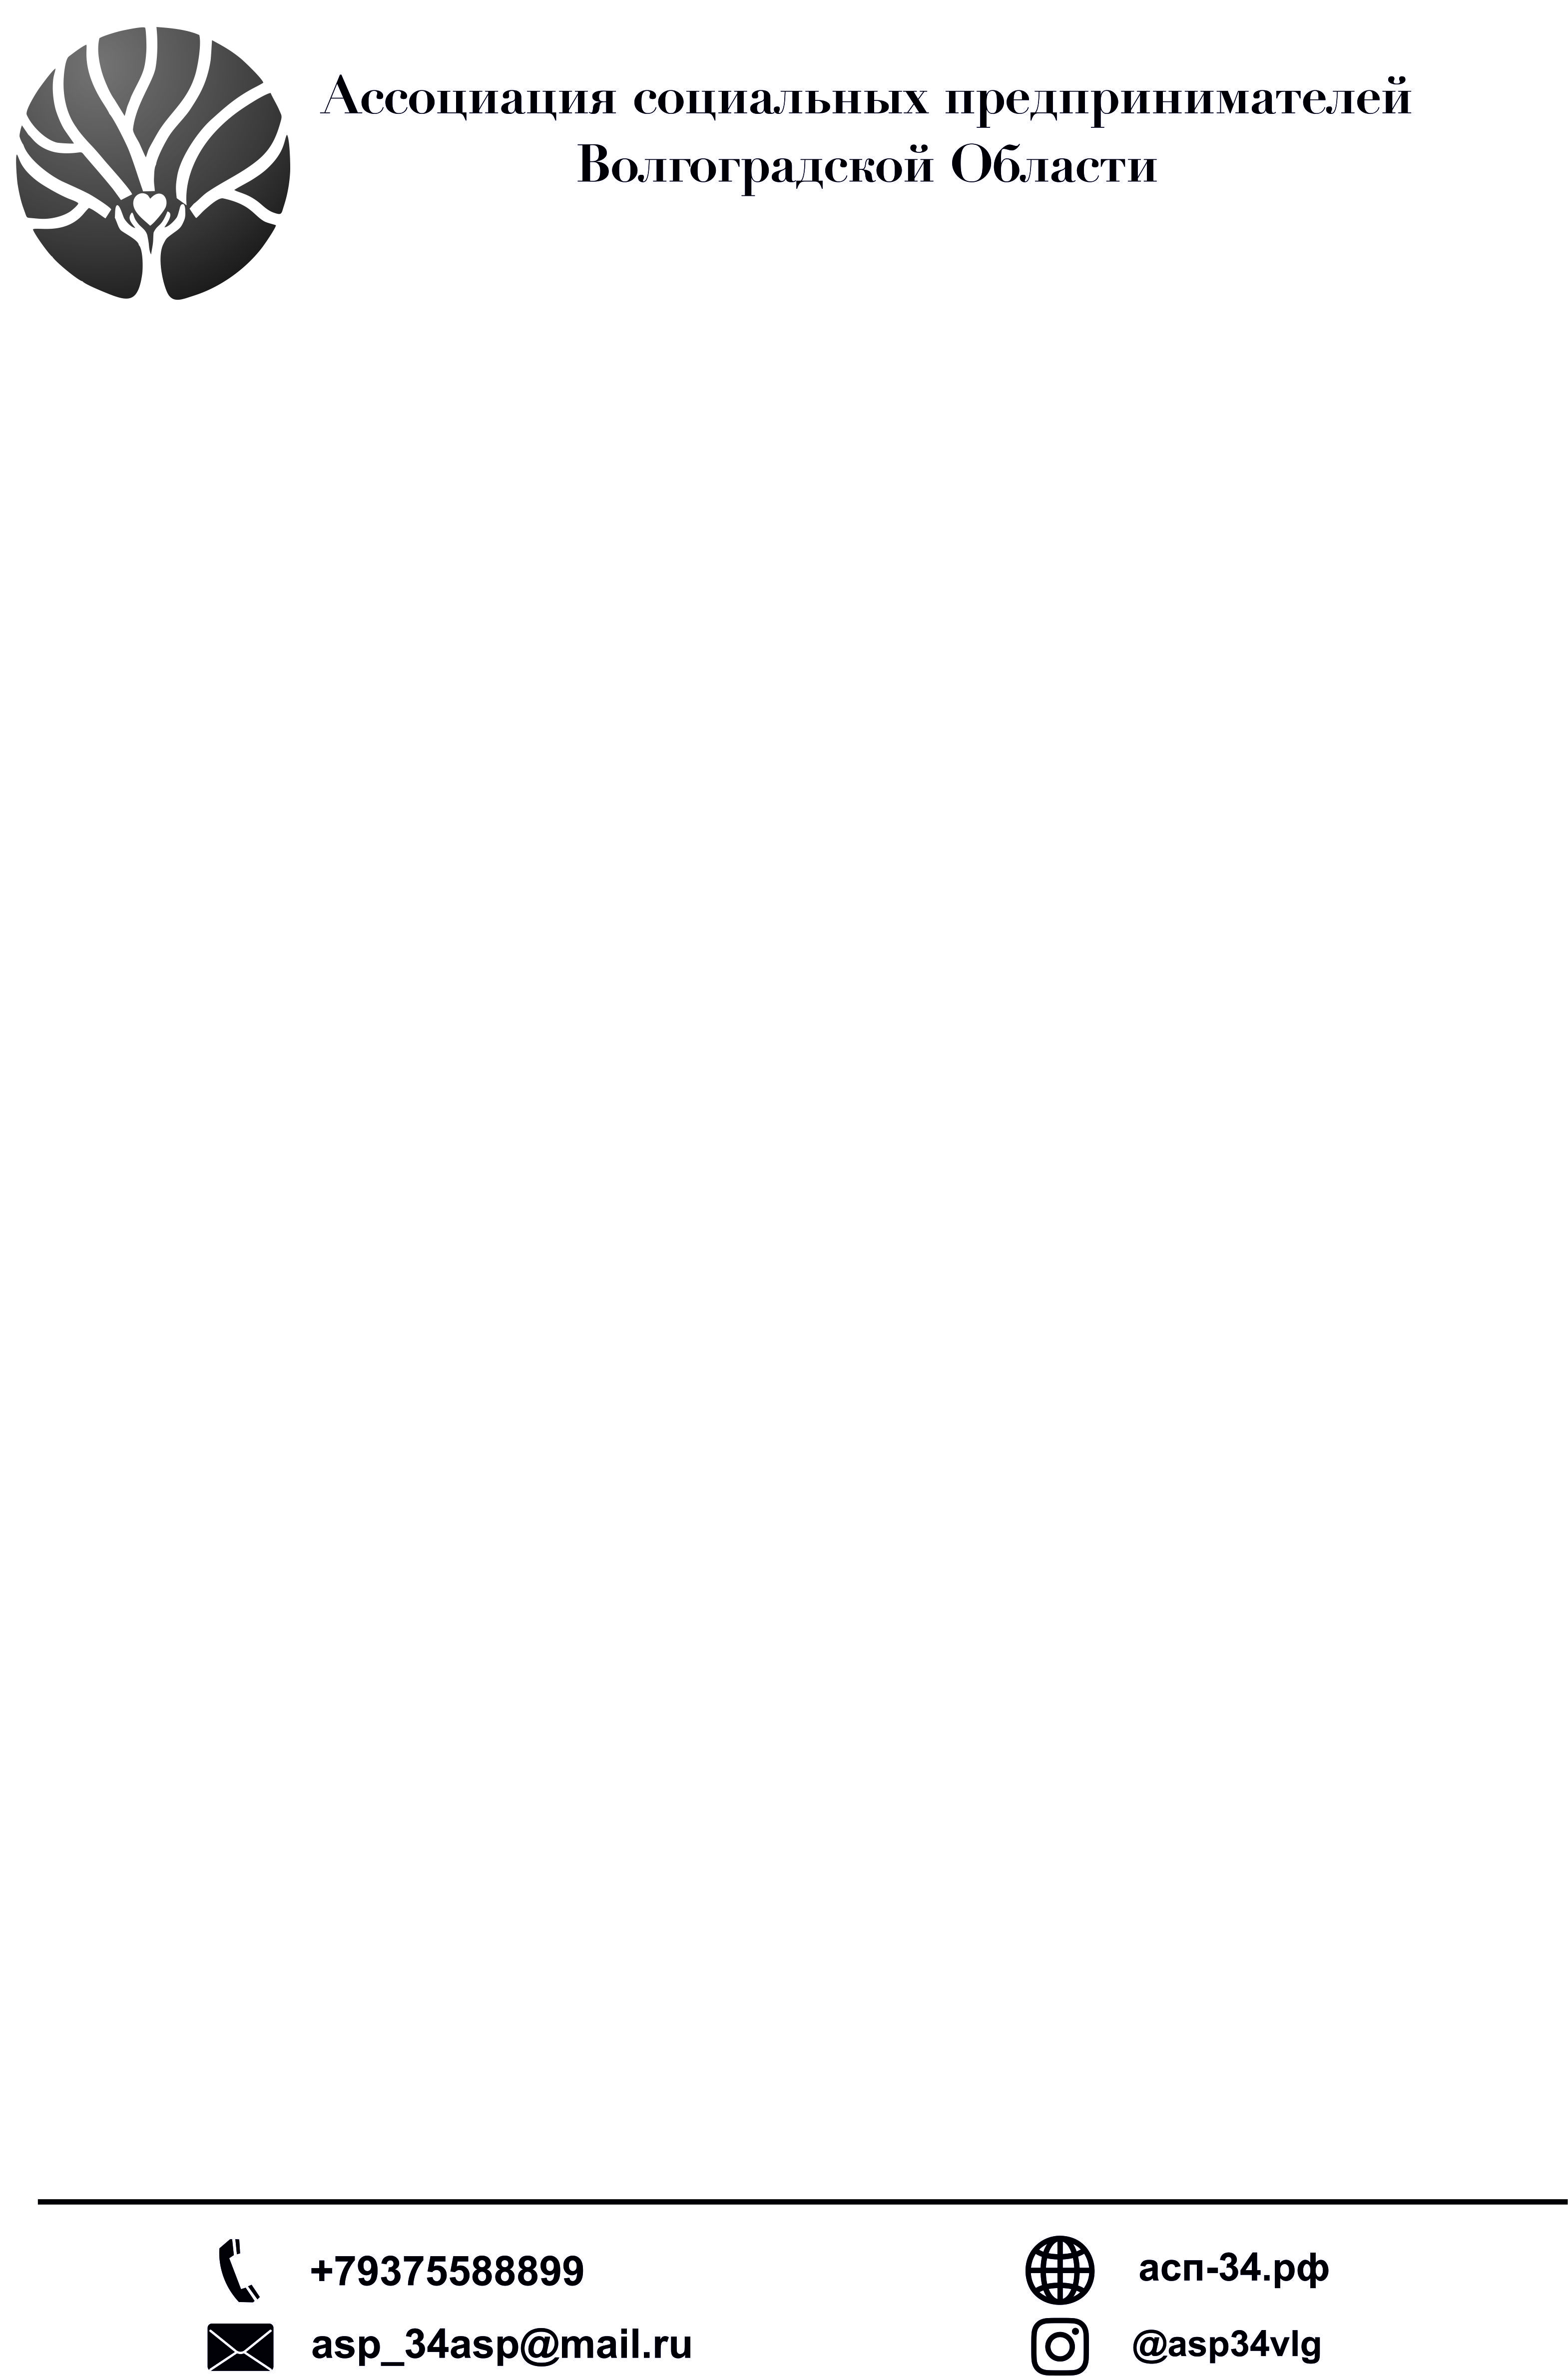 Ассоциация социальных предпринимателей
Волгоградской Области
+79375588899
асп-34.рф
asp_34asp@mail.ru
@asp34vlg